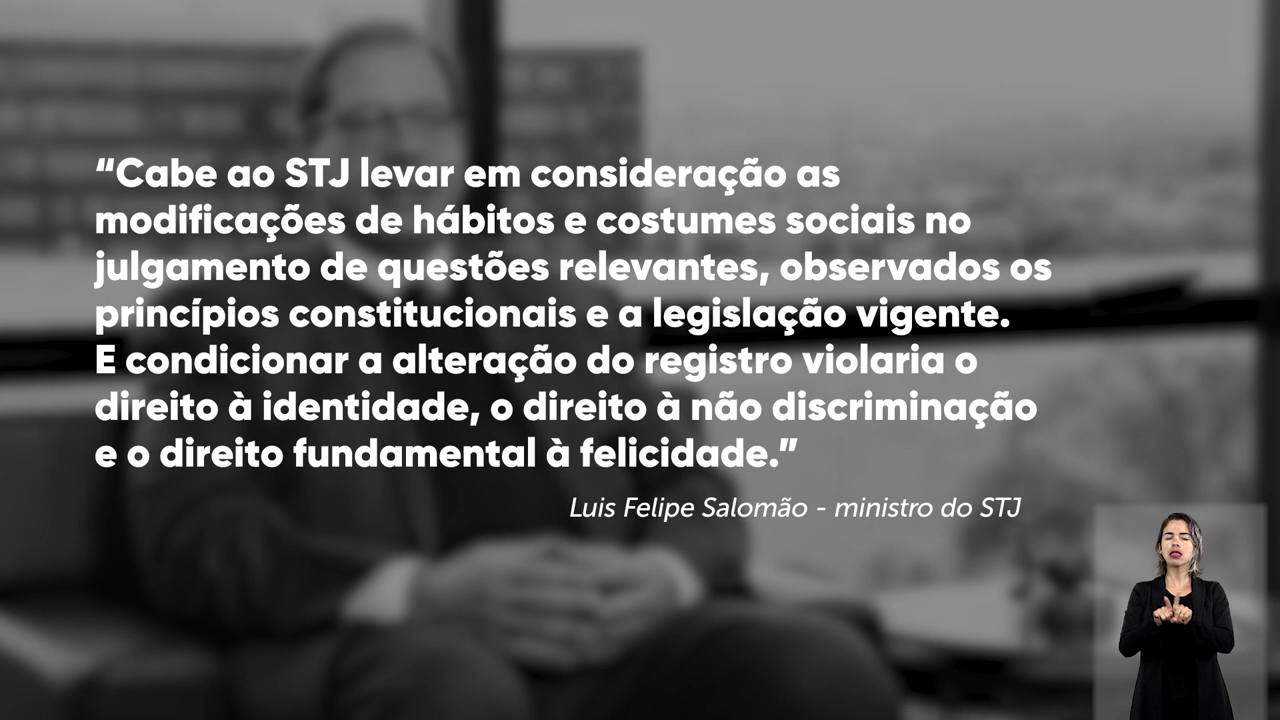 “Cabe ao STJ levar em consideração as
modificações de hábitos e costumes sociais no
julgamento de questões relevantes, observados os
princípios constitucionais e a legislação vigente.
E condicionar a alteração do registro violaria o
direito à identidade, o direito à não discriminação
e o direito fundamental à felicidade.”
Luis Felipe Salomão - ministro do STJ